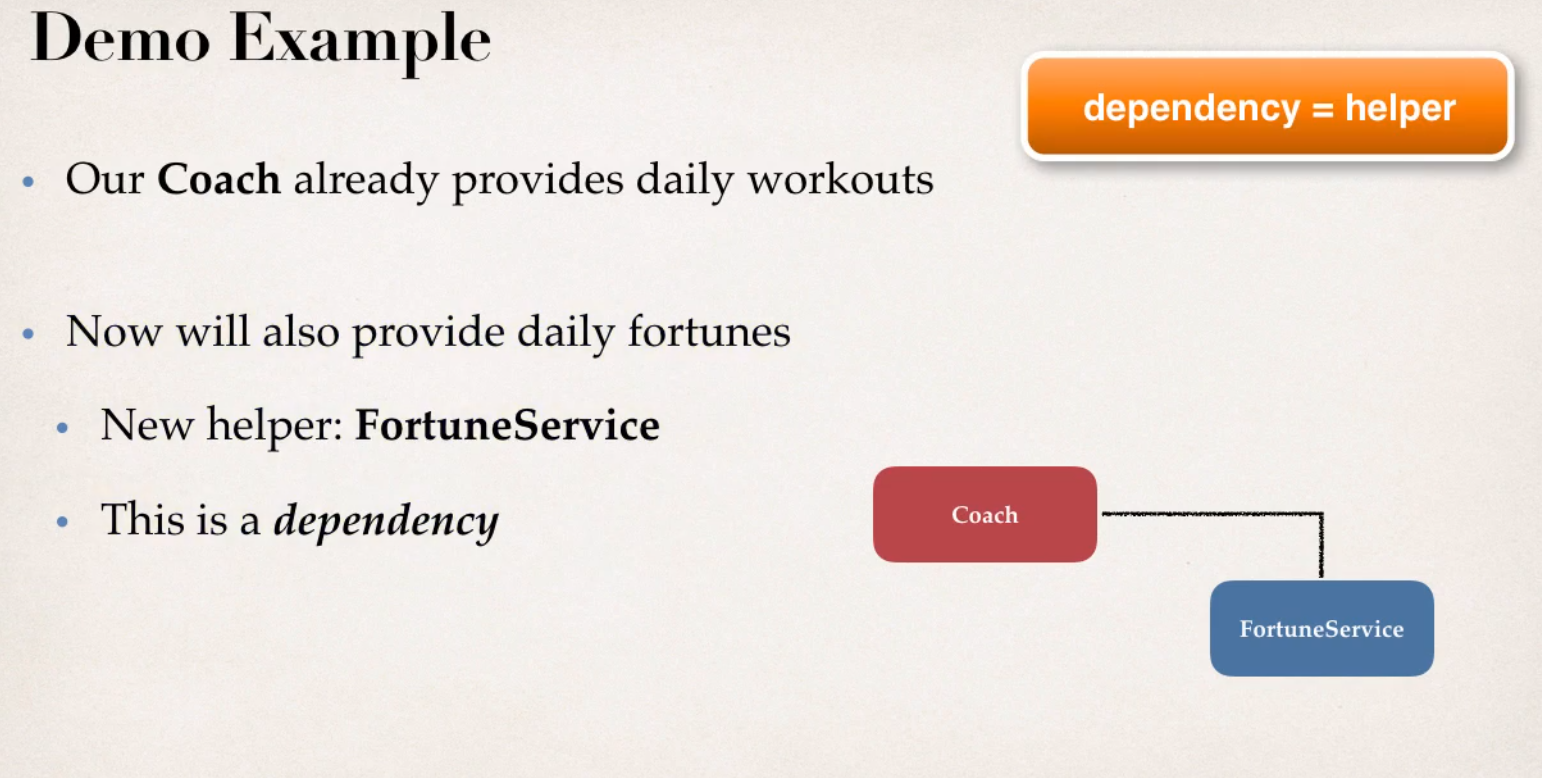 Demo Example
dependency = helper
Our Coach already provides daily workouts
Now will also provide daily fortunes
New helper: FortuneService
This is a dependency
Coach
FortuneService